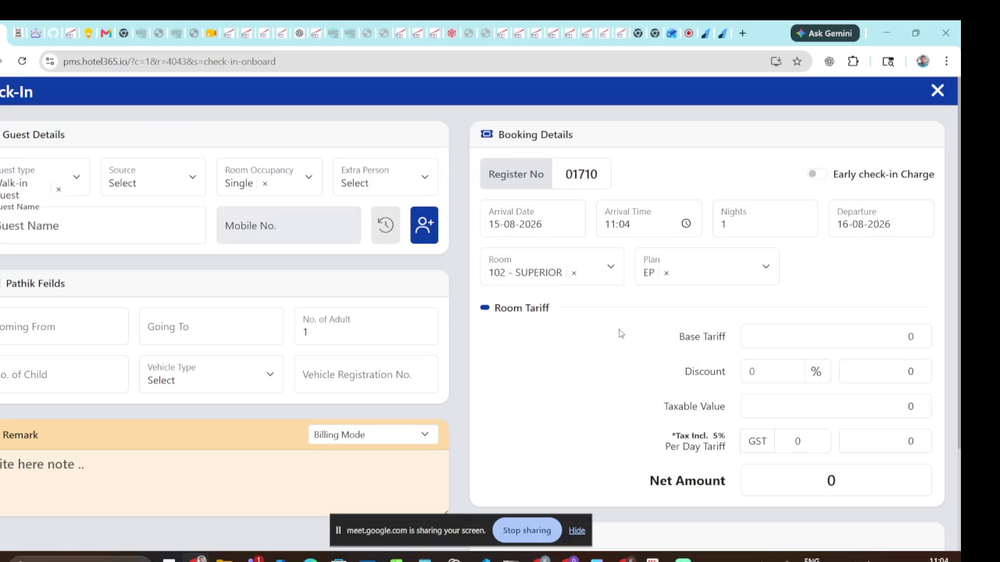 Ask Gemini
pms.hotel365.io/?c=1&r=4043&s=check-in-onboard
ck-In
Guest Details
Booking Details
uest type
Walk-in
uest
×
Source
Select
Room Occupancy
Single ×
Extra Person
Select
Register No 01710
Early check-in Charge
uest Name
Guest Name
Mobile No.
Arrival Date
15-08-2026
Arrival Time
11:04
Nights
1
Departure
16-08-2026
Room
102 - SUPERIOR ×
Plan
EP ×
Pathik Feilds
Room Tariff
oming From
Going To
No. of Adult
1
Base Tariff 0
o. of Child
Vehicle Type
Select
Vehicle Registration No.
Discount 0 % 0
Taxable Value 0
Remark
Billing Mode
*Tax Incl. 5%
Per Day Tariff GST 0 0
ite here note ..
Net Amount 0
meet.google.com is sharing your screen.
Stop sharing
Hide
ENG
11:04